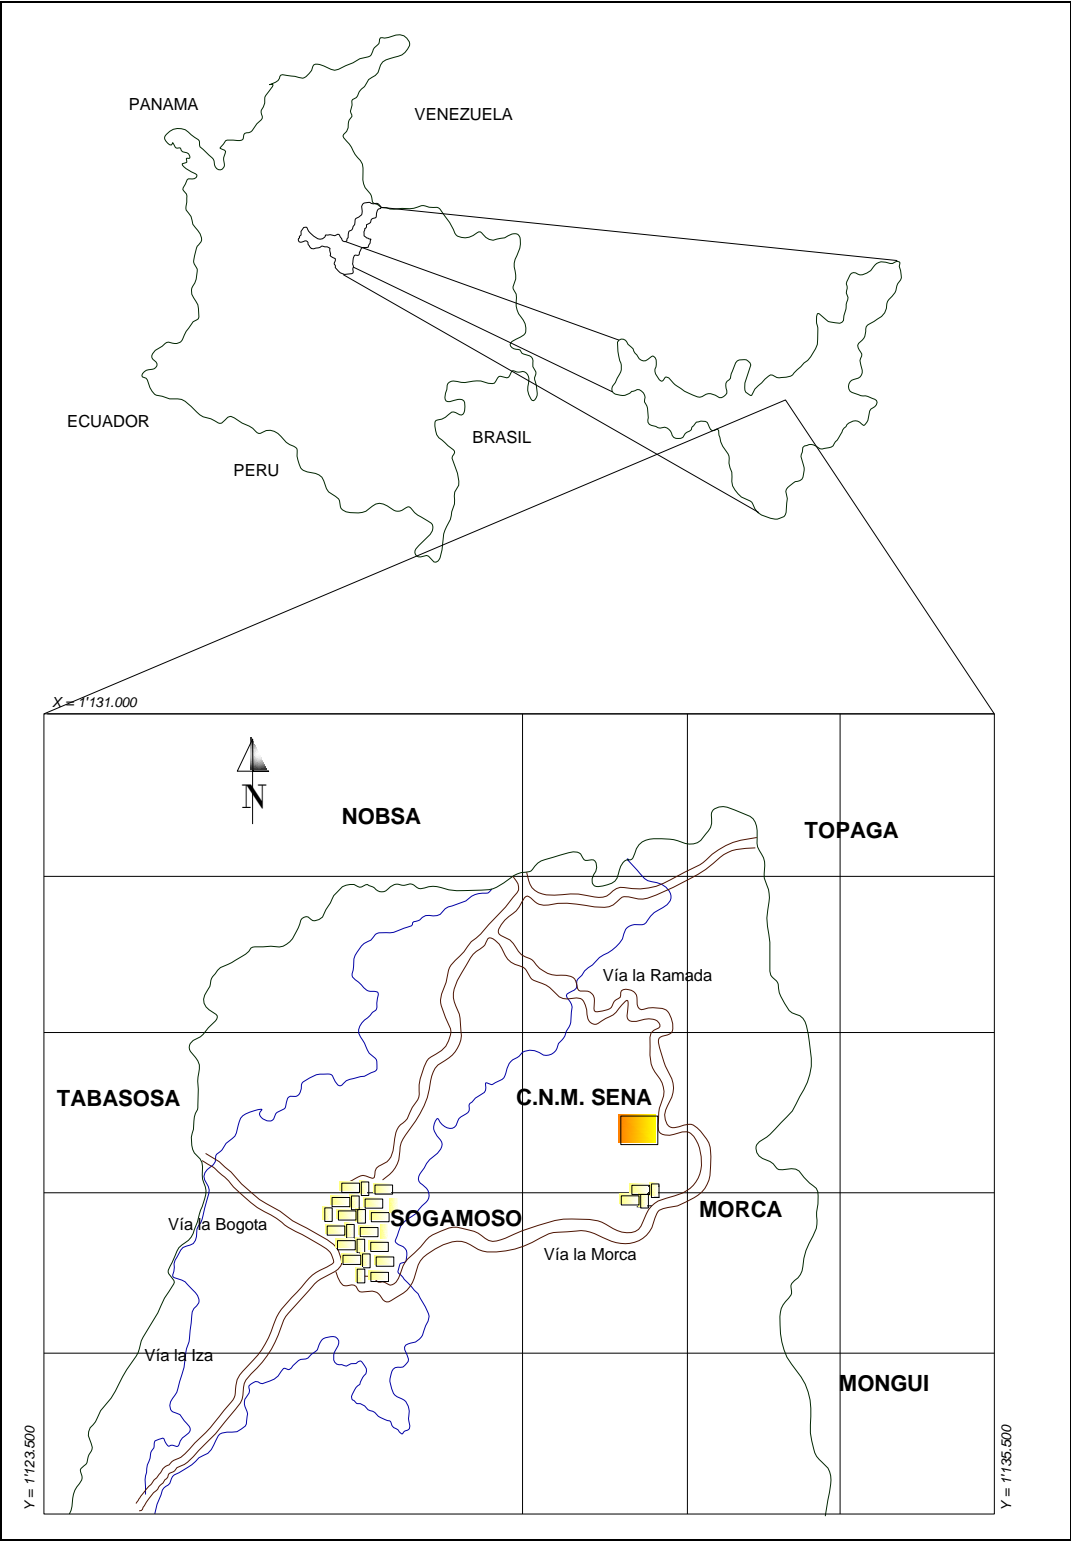 PANAMA
VENEZUELA
ECUADOR
BRASIL
PERU
X = 1'131.000
N
NOBSA
TOPAGA
Vía la Ramada
TABASOSA
C.N.M. SENA
SOGAMOSO
MORCA
Vía la Bogota
Vía la Morca
Vía la Iza
MONGUI
Y = 1'123.500
Y = 1'135.500